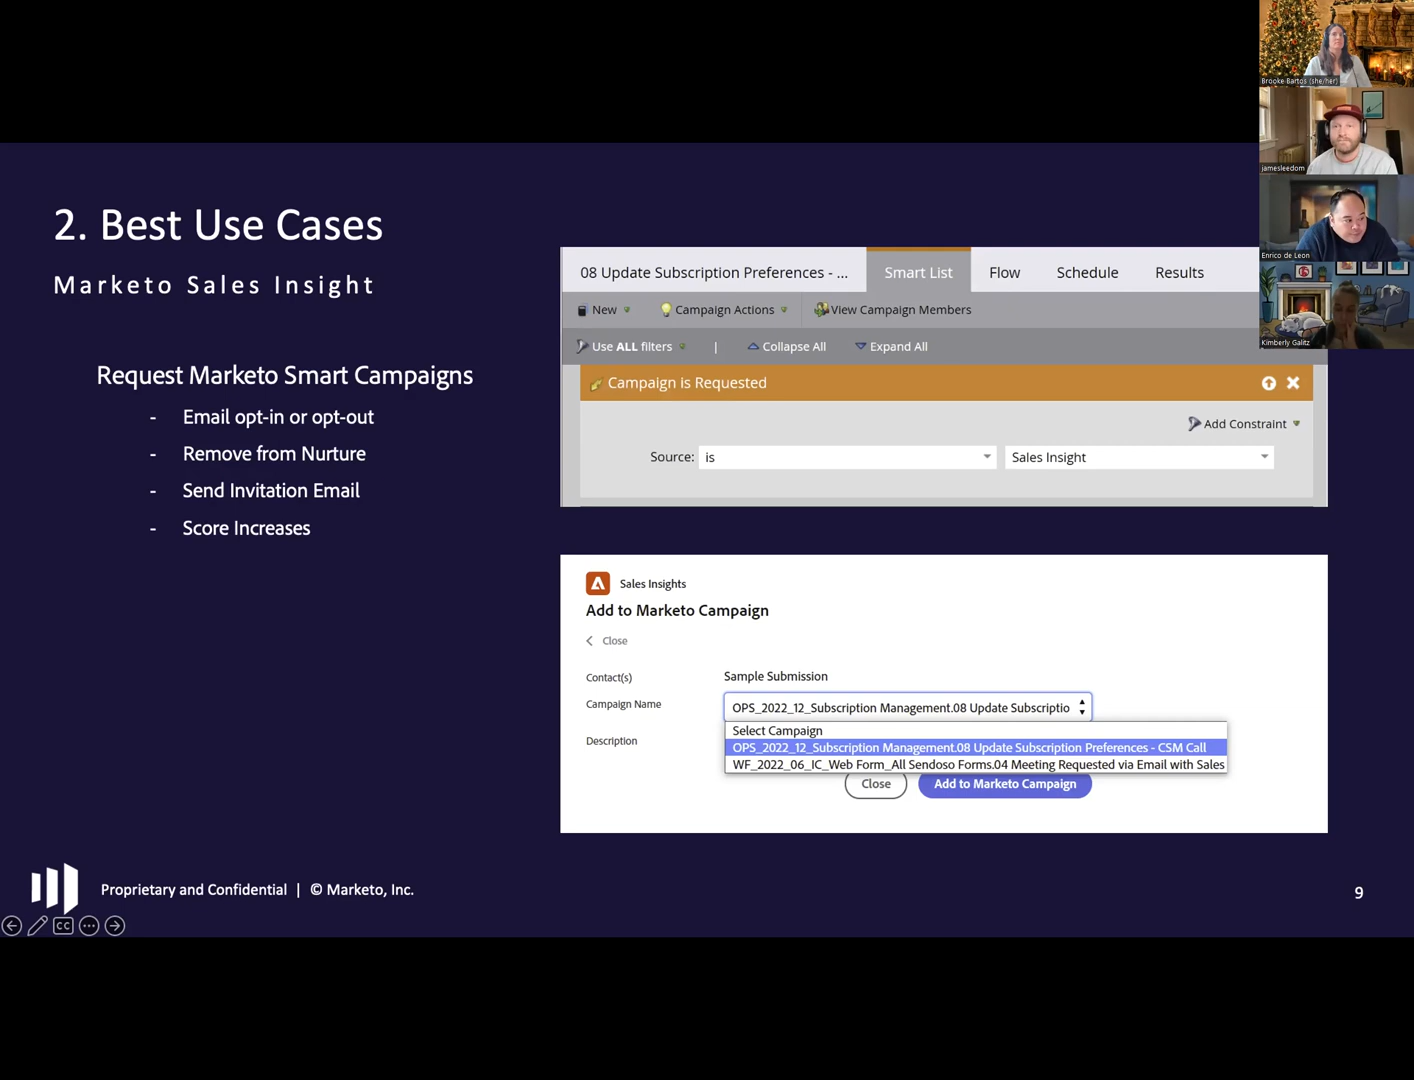 2. Best Use Cases
Marketo Sales Insight
Request Marketo Smart Campaigns
- Email opt-in or opt-out
- Remove from Nurture
- Send Invitation Email
- Score Increases
08 Update Subscription Preferences - ...
Smart List
Flow
Schedule
Results
New
Campaign Actions
View Campaign Members
Use ALL filters
|
Collapse All
Expand All
Campaign is Requested
Add Constraint
Source: is Sales Insight
Sales Insights
Add to Marketo Campaign
Close
Contact(s) Sample Submission
Campaign Name OPS_2022_12_Subscription Management.08 Update Subscriptio
Select Campaign
Description
OPS_2022_12_Subscription Management.08 Update Subscription Preferences - CSM Call
WF_2022_06_IC_Web Form_All Sendoso Forms.04 Meeting Requested via Email with Sales
Close
Add to Marketo Campaign
Proprietary and Confidential | © Marketo, Inc.
9
CC
Brooke Bartos (she/her)
jamesleedom
Enrico de Leon
Kimberly Galitz